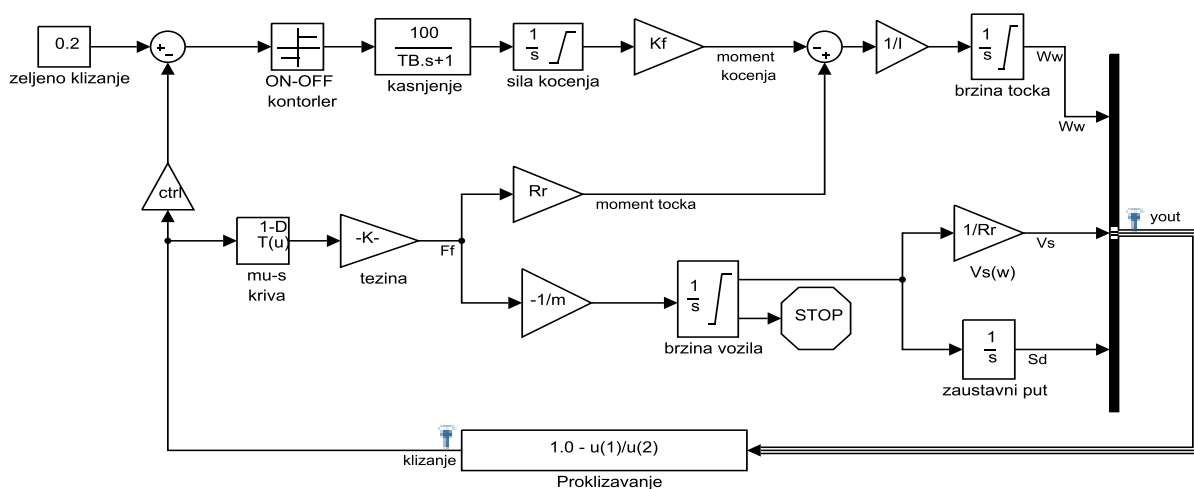 0.2
zeljeno klizanje
ON-OFF
kontorler
100
TB.s+1
kasnjenje
1
s
sila kocenja
Kf
moment
kocenja
1/I
1
s
brzina tocka
Ww
Ww
ctrl
1-D
T(u)
mu-s
kriva
-K-
tezina
Ff
Rr
moment tocka
-1/m
1
s
brzina vozila
STOP
1/Rr
Vs(w)
Vs
yout
1
s
zaustavni put
Sd
klizanje
1.0 - u(1)/u(2)
Proklizavanje